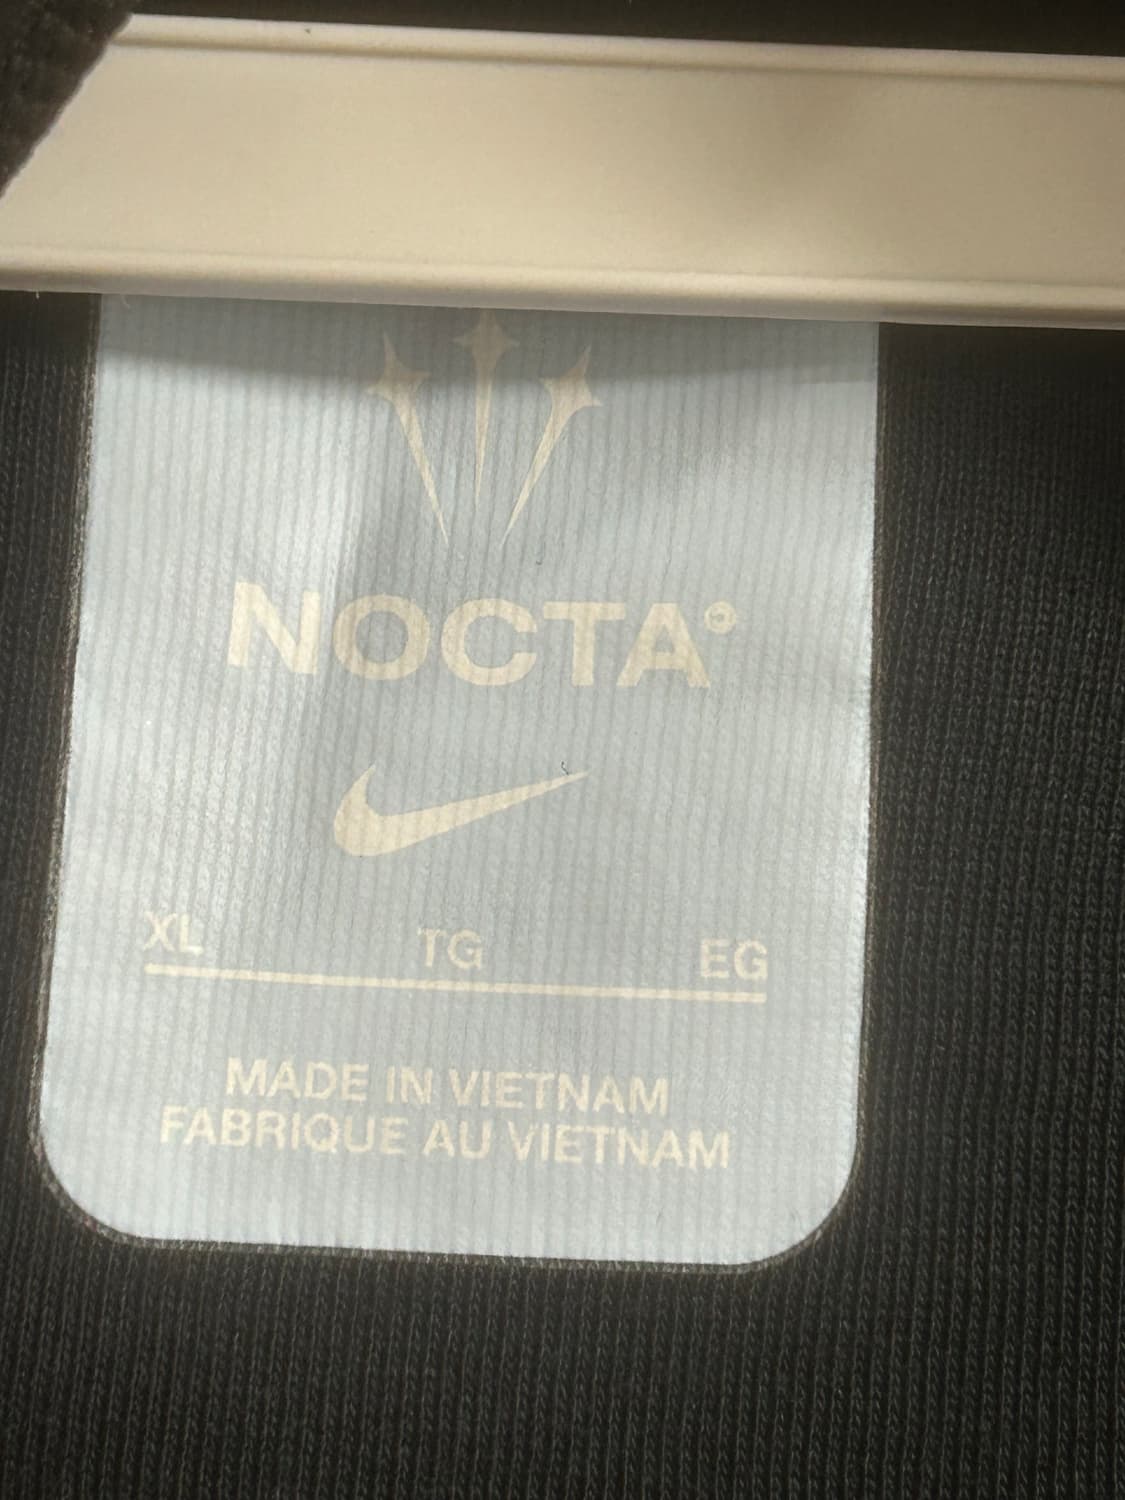 NOCTA
XL TG EG
MADE IN VIETNAM
FABRIQUE AU VIETNAM